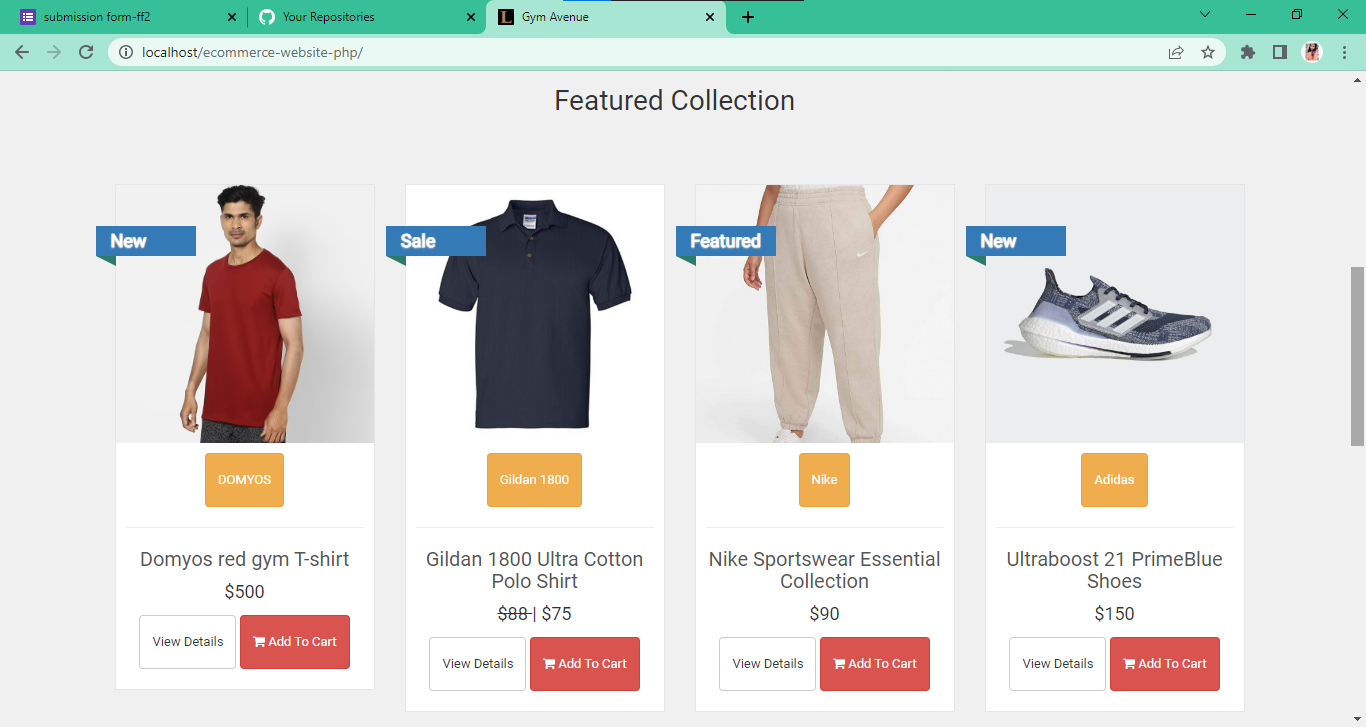 submission form-ff2
Your Repositories
Gym Avenue
localhost/ecommerce-website-php/
Featured Collection
New
Sale
Featured
New
DOMYOS
Gildan 1800
Nike
Adidas
Domyos red gym T-shirt
$500
View Details
Add To Cart
Gildan 1800 Ultra Cotton
Polo Shirt
$88 | $75
View Details
Add To Cart
Nike Sportswear Essential
Collection
$90
View Details
Add To Cart
Ultraboost 21 PrimeBlue
Shoes
$150
View Details
Add To Cart